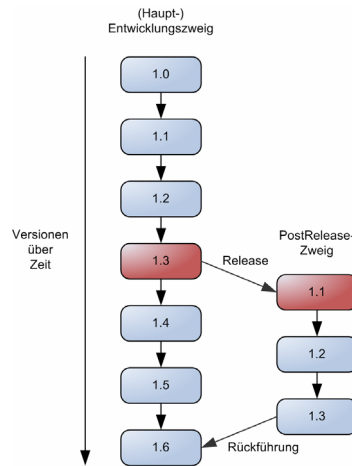 (Haupt-)
Entwicklungszweig
1.0
1.1
1.2
Versionen
über
Zeit
1.3
Release
PostRelease-
Zweig
1.1
1.4
1.2
1.5
1.3
1.6
Rückführung